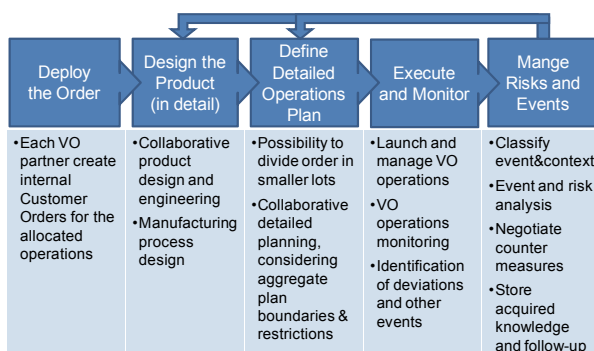 Deploy
the Order
Design the
Product
(in detail)
Define
Detailed
Operations
Plan
Execute
and Monitor
Mange
Risks and
Events
•Each VO
partner create
internal
Customer
Orders for the
allocated
operations
•Collaborative
product
design and
engineering
•Manufacturing
process
design
•Possibility to
divide order in
smaller lots
•Collaborative
detailed
planning,
considering
aggregate
plan
boundaries &
restrictions
•Launch and
manage VO
operations
•VO
operations
monitoring
•Identification
of deviations
and other
events
•Classify
event&context
•Event and risk
analysis
•Negotiate
counter
measures
•Store
acquired
knowledge
and follow-up